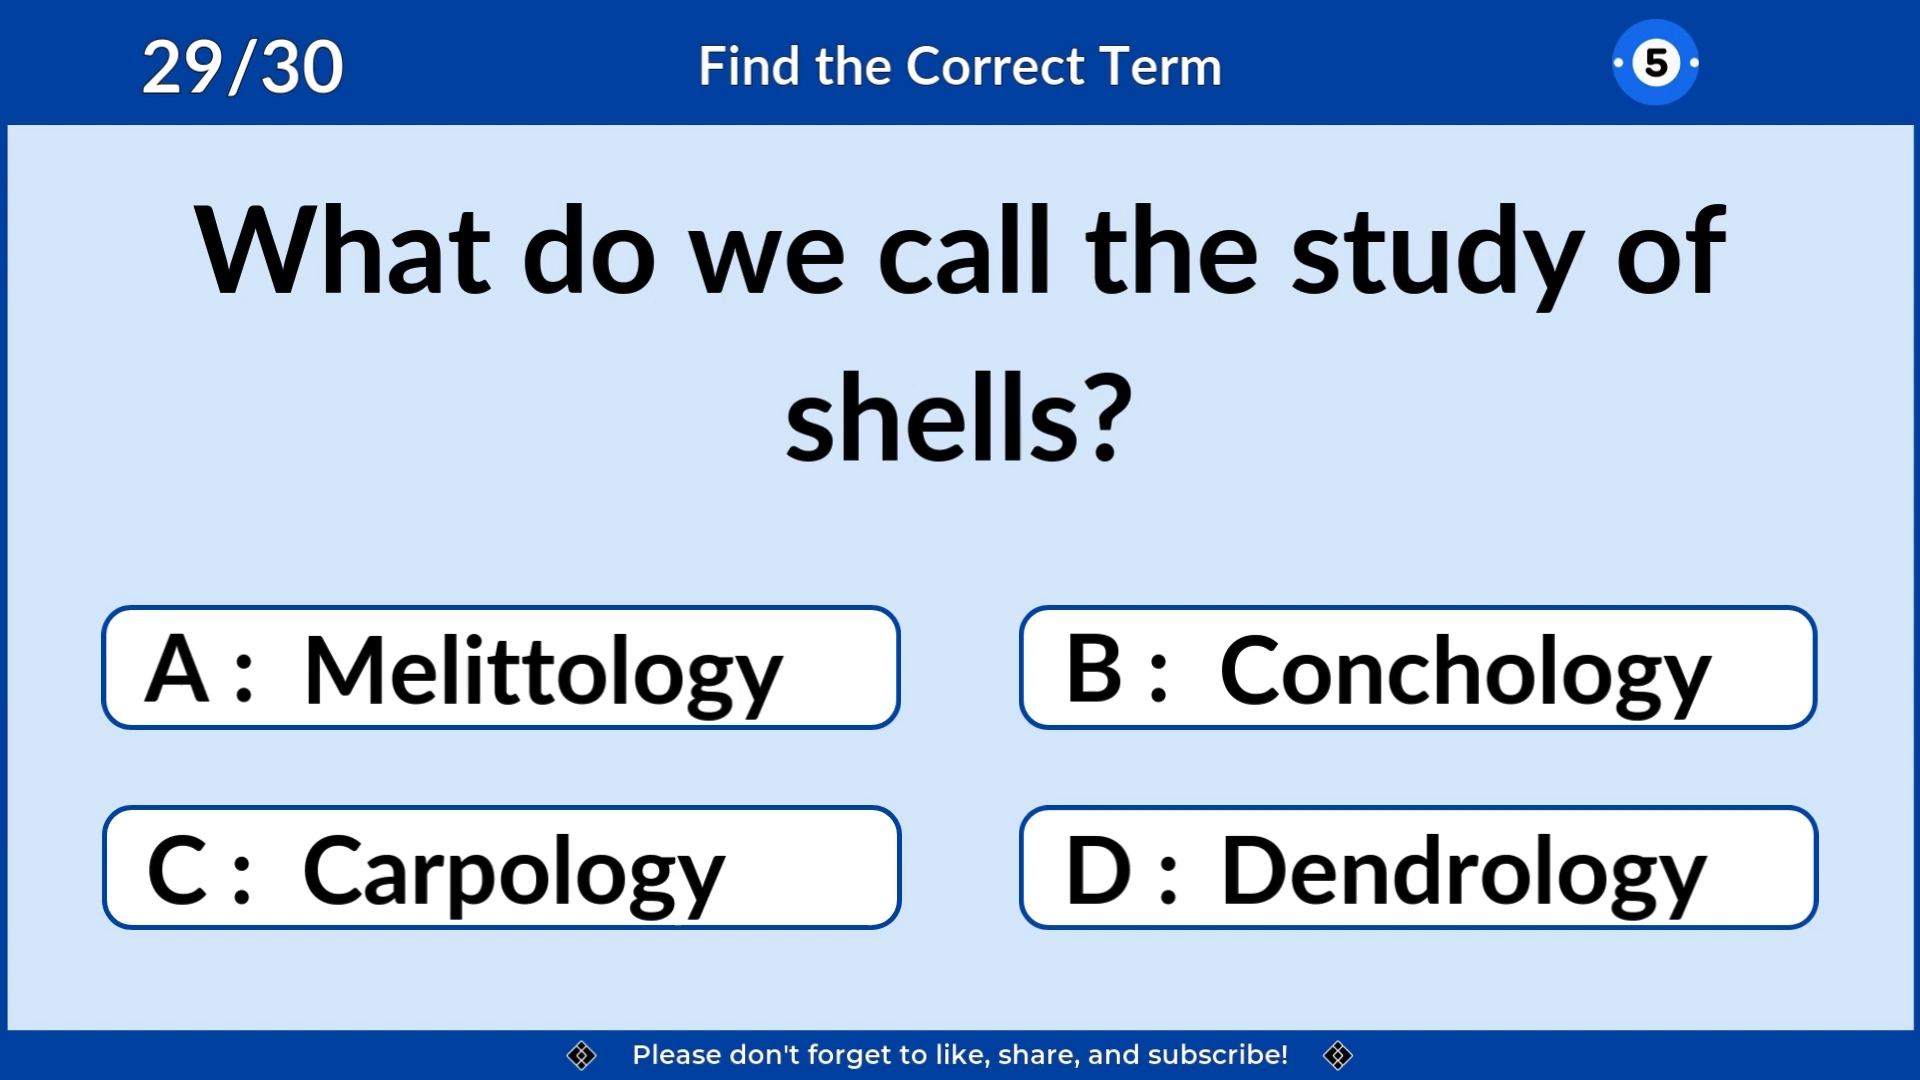 29/30
Find the Correct Term
5
What do we call the study of
shells?
A : Melittology
B : Conchology
C : Carpology
D : Dendrology
Please don't forget to like, share, and subscribe!